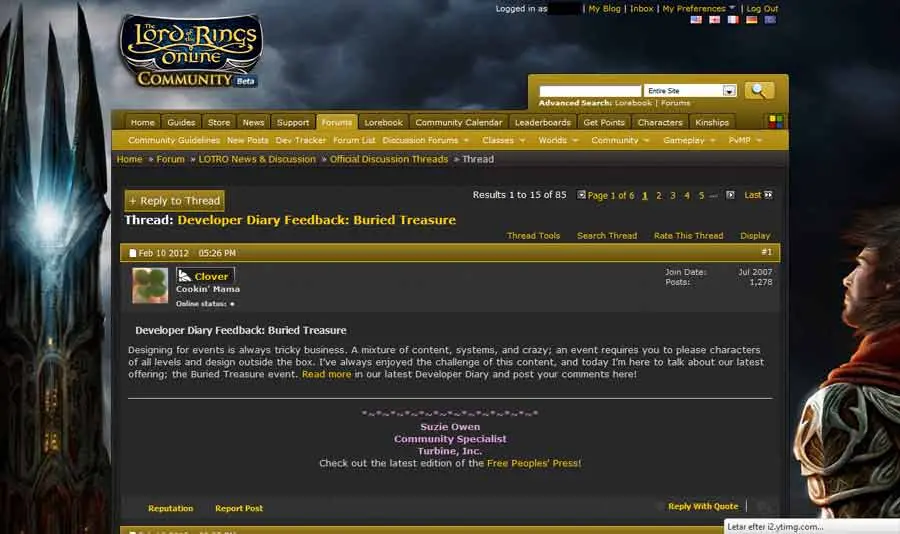 Logged in as | My Blog | Inbox | My Preferences | Log Out
The
Lord of the Rings
Online
COMMUNITY Beta
Entire Site
Advanced Search: Lorebook | Forums
Home Guides Store News Support Forums Lorebook Community Calendar Leaderboards Get Points Characters Kinships
Community Guidelines New Posts Dev Tracker Forum List Discussion Forums Classes Worlds Community Gameplay PvMP
Home » Forum » LOTRO News & Discussion » Official Discussion Threads » Thread
+ Reply to Thread
Results 1 to 15 of 85 Page 1 of 6 1 2 3 4 5 ... Last
Thread: Developer Diary Feedback: Buried Treasure
Thread Tools Search Thread Rate This Thread Display
Feb 10 2012 05:26 PM #1
Clover
Cookin' Mama
Online status:
Join Date: Jul 2007
Posts: 1,278
Developer Diary Feedback: Buried Treasure
Designing for events is always tricky business. A mixture of content, systems, and crazy; an event requires you to please characters
of all levels and design outside the box. I've always enjoyed the challenge of this content, and today I'm here to talk about our latest
offering; the Buried Treasure event. Read more in our latest Developer Diary and post your comments here!
*~*~*~*~*~*~*~*~*~*~*~*~*
Suzie Owen
Community Specialist
Turbine, Inc.
Check out the latest edition of the Free Peoples' Press!
Reputation Report Post Reply With Quote
Letar efter i2.ytimg.com...